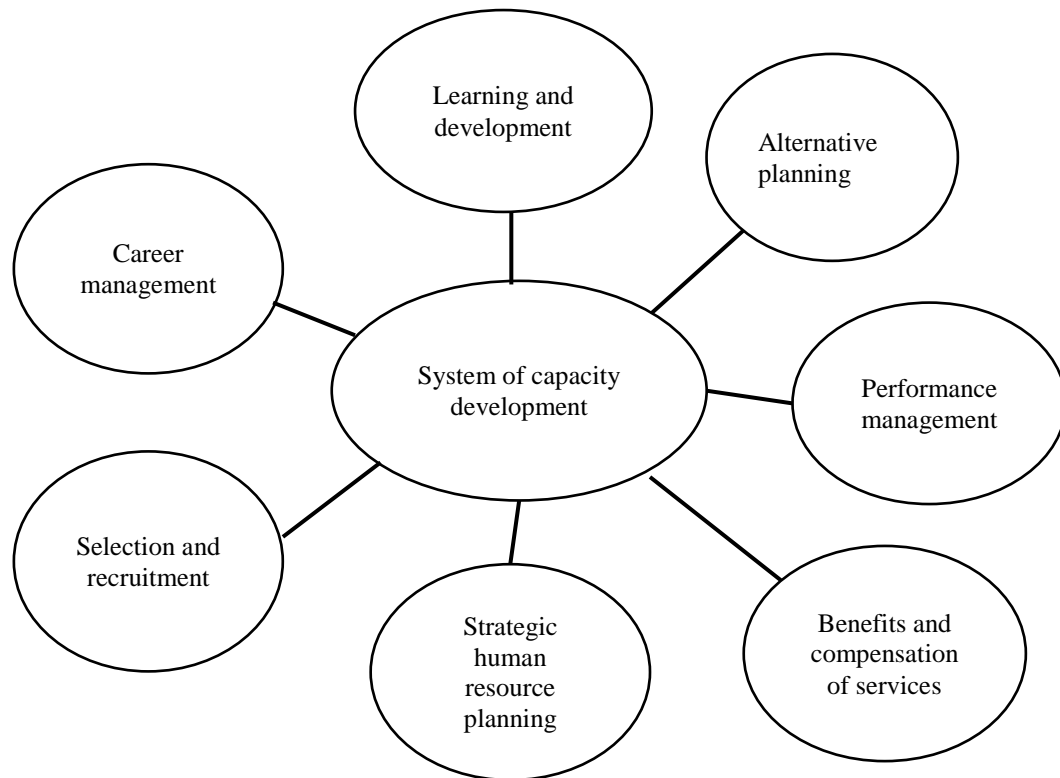 Learning and
development
Alternative
planning
Career
management
System of capacity
development
Performance
management
Selection and
recruitment
Strategic
human
resource
planning
Benefits and
compensation
of services